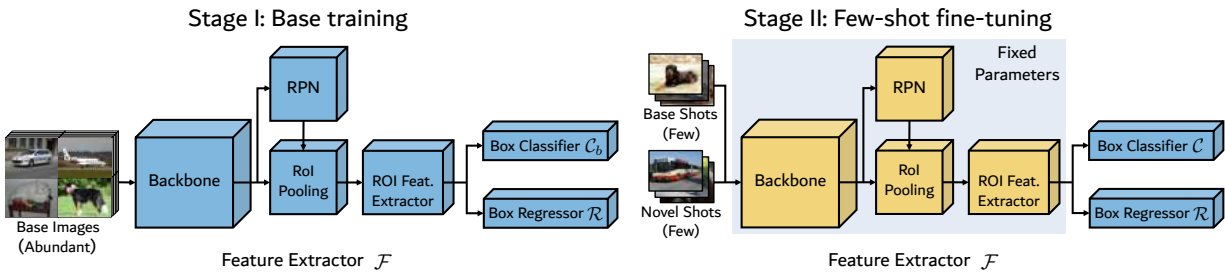 Stage I: Base training
RPN
Backbone
RoI
Pooling
ROI Feat.
Extractor
Box Classifier 𝒞b
Box Regressor ℛ
Base Images
(Abundant)
Feature Extractor ℱ
Stage II: Few-shot fine-tuning
Fixed
Parameters
RPN
Base Shots
(Few)
Backbone
RoI
Pooling
ROI Feat.
Extractor
Box Classifier 𝒞
Box Regressor ℛ
Novel Shots
(Few)
Feature Extractor ℱ